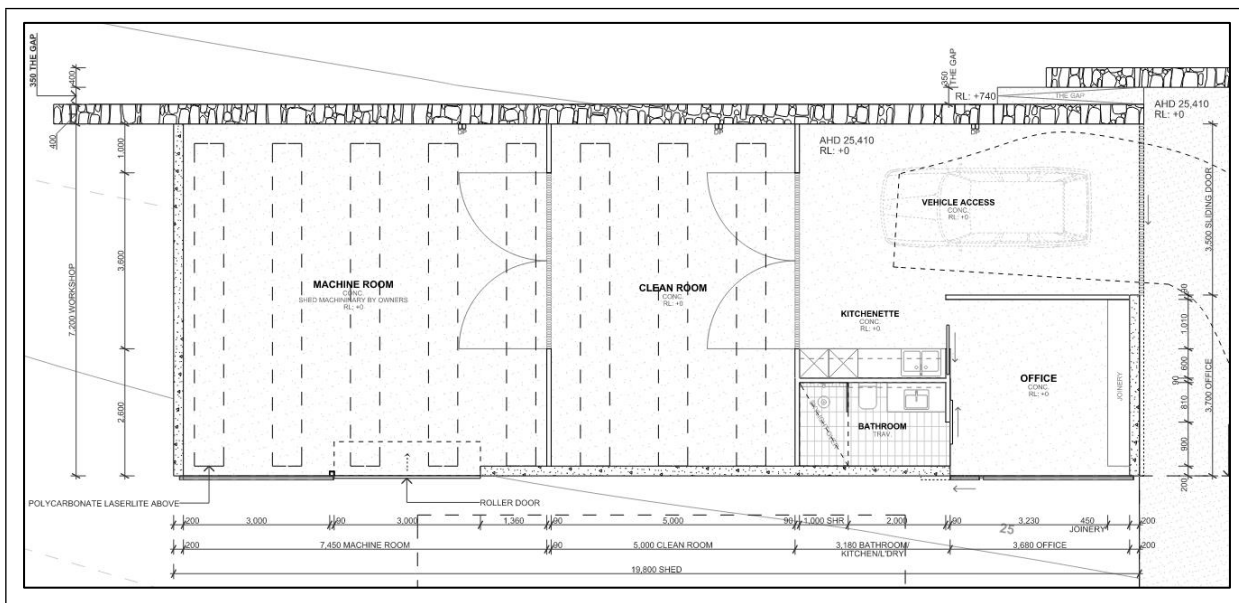 350 THE GAP
400
350
THE GAP
RL: +740
THE GAP
AHD 25,410
RL: +0
400
1,000
AHD 25,410
RL: +0
VEHICLE ACCESS
CONC.
RL: +0
3,500 SLIDING DOOR
3,600
7,200 WORKSHOP
MACHINE ROOM
CONC.
SHED MACHINARY BY OWNERS
RL: +0
CLEAN ROOM
CONC.
RL: +0
KITCHENETTE
CONC.
RL: +0
90
1,010
600
OFFICE
CONC.
RL: +0
JOINERY
90
810
3,700 OFFICE
2,600
BATHROOM
TRAV.
900
200
POLYCARBONATE LASERLITE ABOVE
ROLLER DOOR
200 3,000 90 3,000 1,360 90 5,000 90 1,000 SHR 2,000 90 3,230 450 200
25 JOINERY
200 7,450 MACHINE ROOM 90 5,000 CLEAN ROOM 3,180 BATHROOM/ 3,680 OFFICE 200
KITCHEN/L'DRY
19,800 SHED